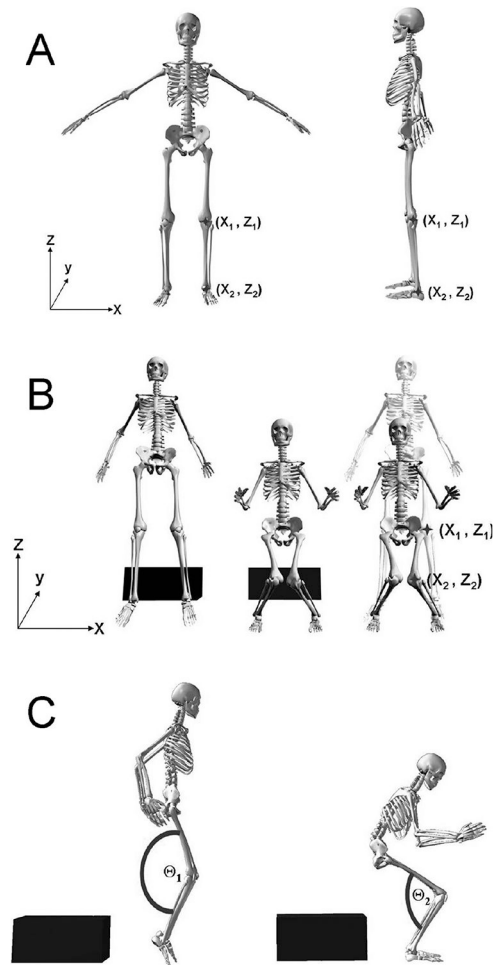 A
(X₁, Z₁)
(X₁, Z₁)
z
y
x
(X₂, Z₂)
(X₂, Z₂)
B
z
y
x
(X₁, Z₁)
(X₂, Z₂)
C
Θ₁
Θ₂